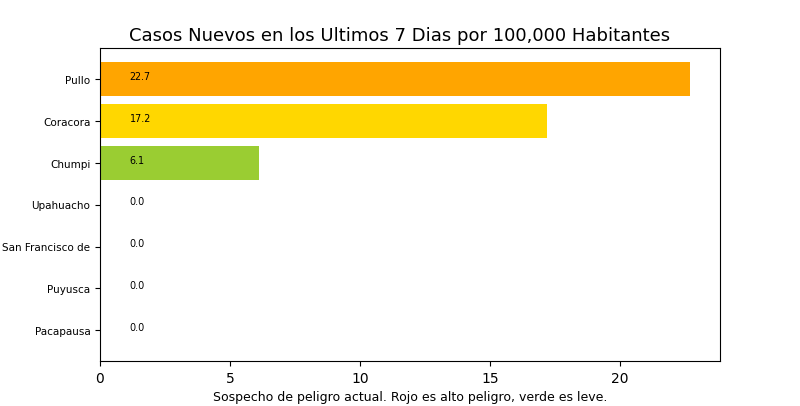 Casos Nuevos en los Ultimos 7 Dias por 100,000 Habitantes
Pullo 22.7
Coracora 17.2
Chumpi 6.1
Upahuacho 0.0
San Francisco de 0.0
Puyusca 0.0
Pacapausa 0.0
0 5 10 15 20
Sospecho de peligro actual. Rojo es alto peligro, verde es leve.